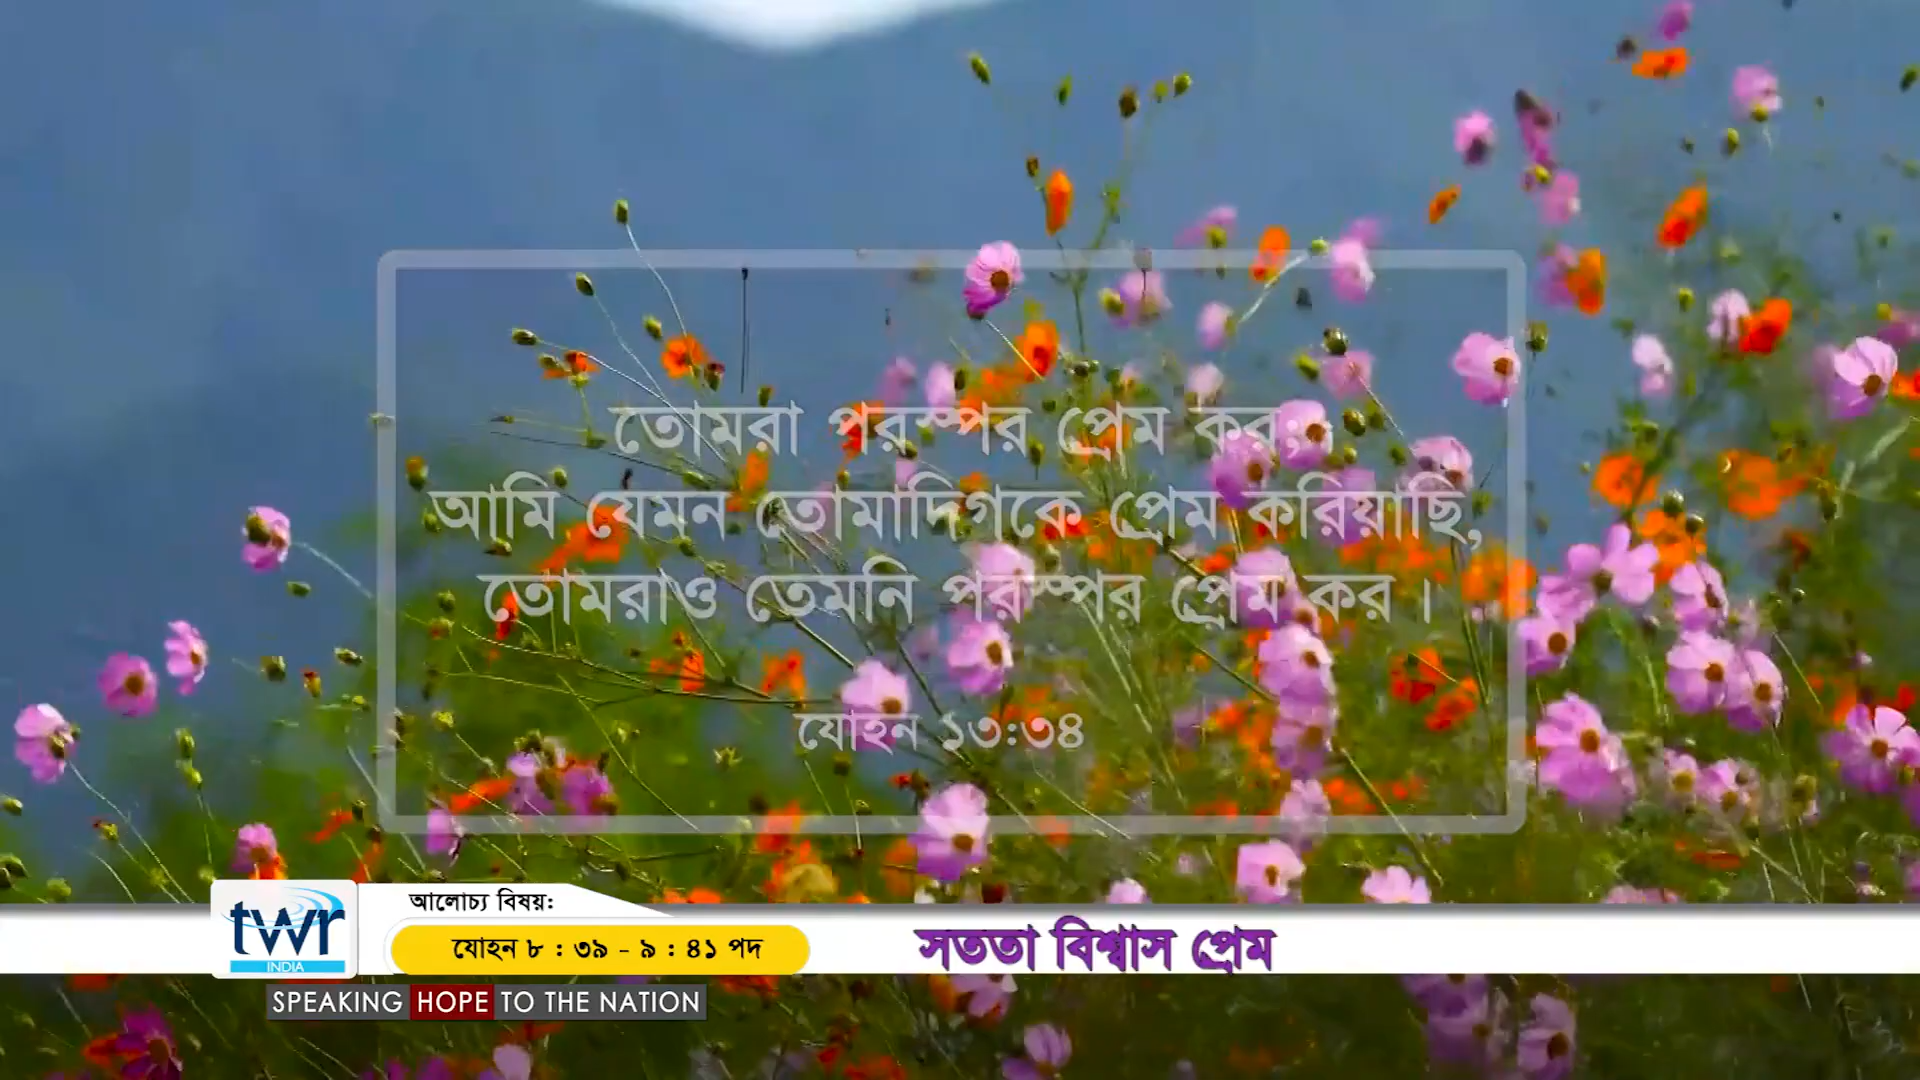 তোমরা পরস্পর প্রেম কর;
আমি যেমন তোমাদিগকে প্রেম করিয়াছি,
তোমরাও তেমনি পরস্পর প্রেম কর।
যোহন ১৩:৩৪
আলোচ্য বিষয়:
twr
INDIA
যোহন ৮ : ৩৯ - ৯ : ৪১ পদ
সততা বিশ্বাস প্রেম
SPEAKING HOPE TO THE NATION